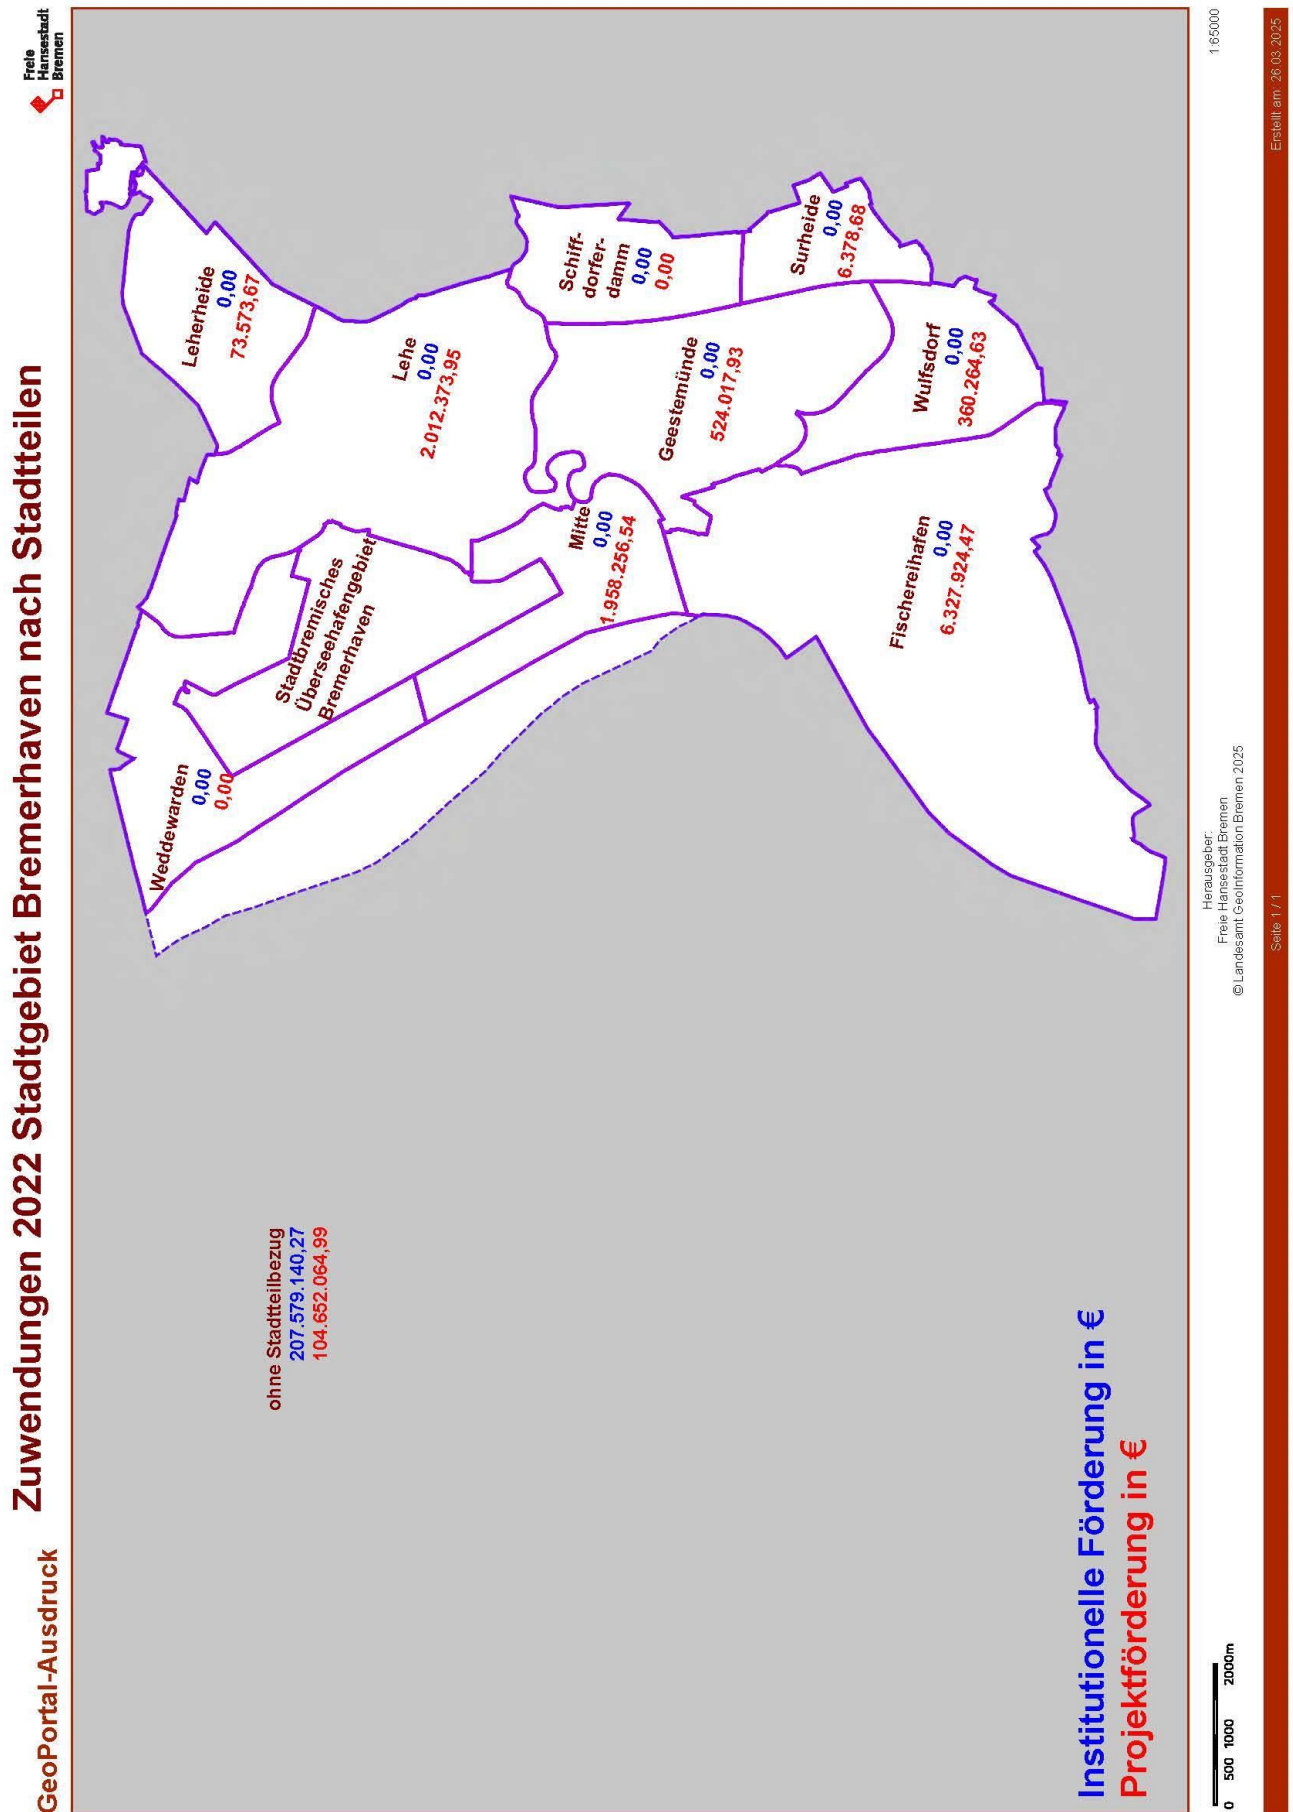 GeoPortal-Ausdruck
Zuwendungen 2022 Stadtgebiet Bremerhaven nach Stadtteilen
Freie
Hansestadt
Bremen
Weddewarden
0,00
0,00
Stadtbremisches
Überseehafengebiet
Bremerhaven
Leherheide
0,00
73.573,67
Lehe
0,00
2.012.373,95
Mitte
0,00
1.958.256,54
Schiff-
dorfer-
damm
0,00
0,00
Geestemünde
0,00
524.017,93
Surheide
0,00
6.378,68
Wulfsdorf
0,00
360.264,63
Fischereihafen
0,00
6.327.924,47
ohne Stadtteilbezug
207.579.140,27
104.652.064,99
Institutionelle Förderung in €
Projektförderung in €
0 500 1000 2000m
Herausgeber:
Freie Hansestadt Bremen
© Landesamt GeoInformation Bremen 2025
1:65000
Seite 1 / 1
Erstellt am: 26.03.2025